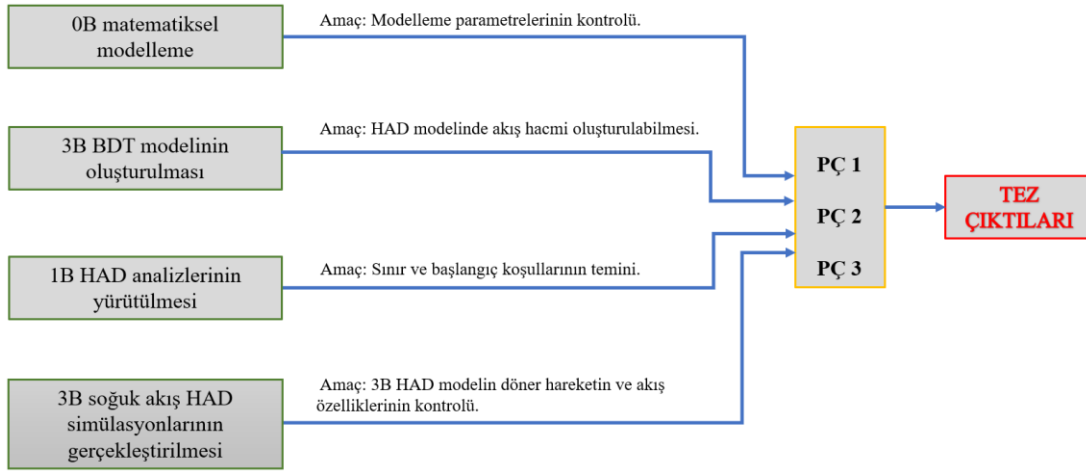 0B matematiksel
modelleme
Amaç: Modelleme parametrelerinin kontrolü.
3B BDT modelinin
oluşturulması
Amaç: HAD modelinde akış hacmi oluşturulabilmesi.
1B HAD analizlerinin
yürütülmesi
Amaç: Sınır ve başlangıç koşullarının temini.
3B soğuk akış HAD
simülasyonlarının
gerçekleştirilmesi
Amaç: 3B HAD modelin döner hareketin ve akış
özelliklerinin kontrolü.
PÇ 1
PÇ 2
PÇ 3
TEZ
ÇIKTILARI